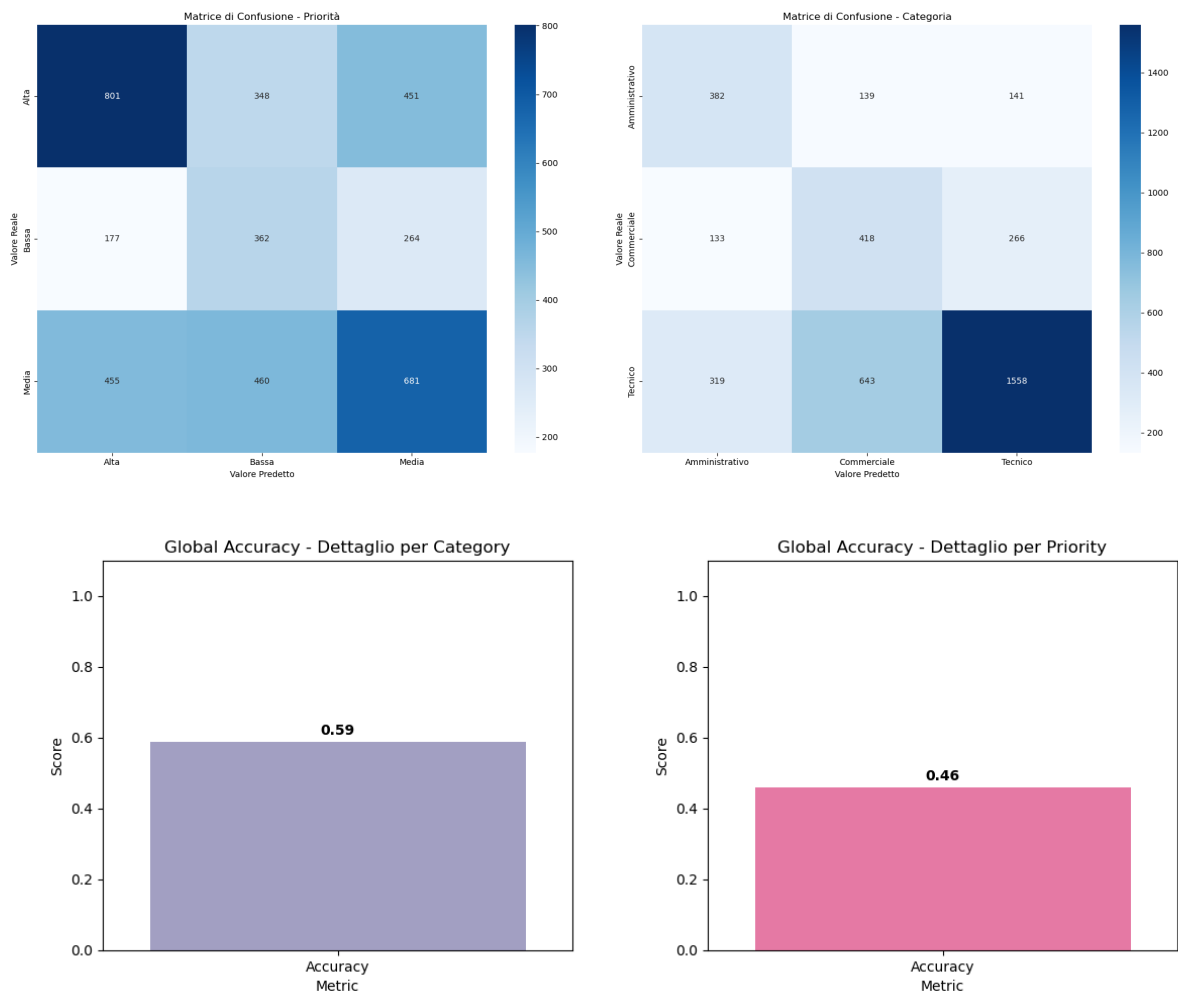 Matrice di Confusione - Priorità
Alta
Bassa
Media
Valore Reale
801 348 451
177 362 264
455 460 681
Alta Bassa Media
Valore Predetto
800
700
600
500
400
300
200
Matrice di Confusione - Categoria
Amministrativo
Commerciale
Tecnico
Valore Reale
382 139 141
133 418 266
319 643 1558
Amministrativo Commerciale Tecnico
Valore Predetto
1400
1200
1000
800
600
400
200
Global Accuracy - Dettaglio per Category
1.0
0.8
0.6
0.4
0.2
0.0
Score
0.59
Accuracy
Metric
Global Accuracy - Dettaglio per Priority
1.0
0.8
0.6
0.4
0.2
0.0
Score
0.46
Accuracy
Metric